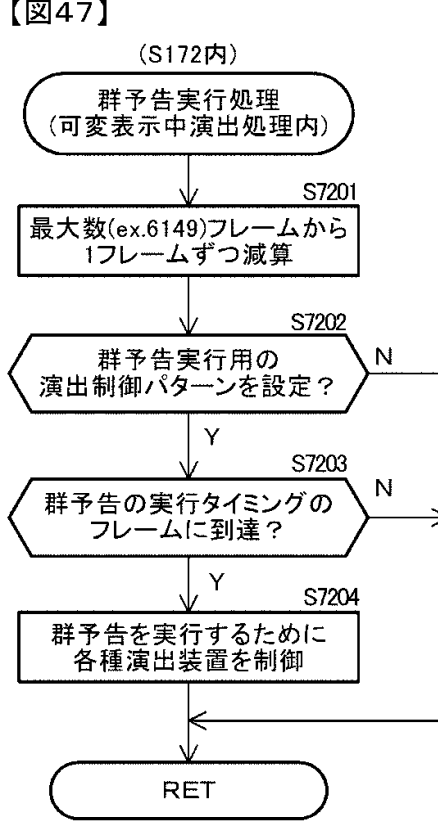 【図47】
(S172内)
群予告実行処理
(可変表示中演出処理内)
S7201
最大数(ex.6149)フレームから
1フレームずつ減算
S7202
群予告実行用の
演出制御パターンを設定？
N
Y
S7203
群予告の実行タイミングの
フレームに到達？
N
Y
S7204
群予告を実行するために
各種演出装置を制御
RET